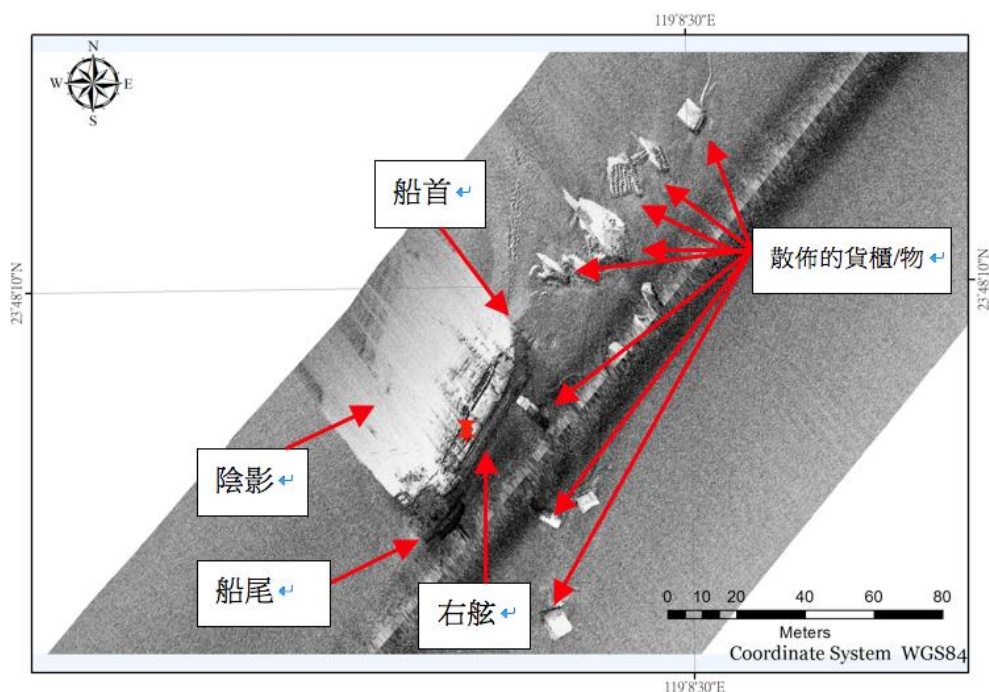 119°8'30"E
N
W E
S
船首
散佈的貨櫃/物
23°48'10"N
23°48'10"N
陰影
船尾
右舷
0 10 20 40 60 80
Meters
Coordinate System WGS84
119°8'30"E